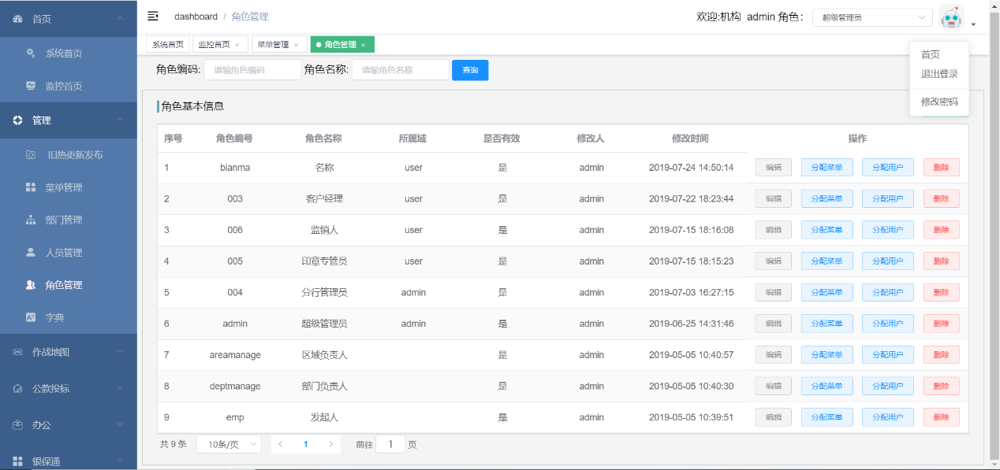 首页
系统首页
监控首页
管理
旧热更新发布
菜单管理
部门管理
人员管理
角色管理
字典
作战地图
公款投标
办公
银保通
dashboard / 角色管理
欢迎:机构 admin 角色: 超级管理员
系统首页 监控首页 × 菜单管理 × 角色管理 ×
首页
退出登录
修改密码
角色编码: 请输角色编码 角色名称: 请输角色名称 查询
角色基本信息
序号 角色编号 角色名称 所属域 是否有效 修改人 修改时间 操作
1 bianma 名称 user 是 admin 2019-07-24 14:50:14 编辑 分配菜单 分配用户 删除
2 003 客户经理 user 是 admin 2019-07-22 18:23:44 编辑 分配菜单 分配用户 删除
3 006 监销人 user 是 admin 2019-07-15 18:16:08 编辑 分配菜单 分配用户 删除
4 005 印章专管员 user 是 admin 2019-07-15 18:15:23 编辑 分配菜单 分配用户 删除
5 004 分行管理员 admin 是 admin 2019-07-03 16:27:15 编辑 分配菜单 分配用户 删除
6 admin 超级管理员 admin 是 admin 2019-06-25 14:31:46 编辑 分配菜单 分配用户 删除
7 areamanage 区域负责人 是 admin 2019-05-05 10:40:57 编辑 分配菜单 分配用户 删除
8 deptmanage 部门负责人 是 admin 2019-05-05 10:40:30 编辑 分配菜单 分配用户 删除
9 emp 发起人 是 admin 2019-05-05 10:39:51 编辑 分配菜单 分配用户 删除
共 9 条 10条/页 < 1 > 前往 1 页